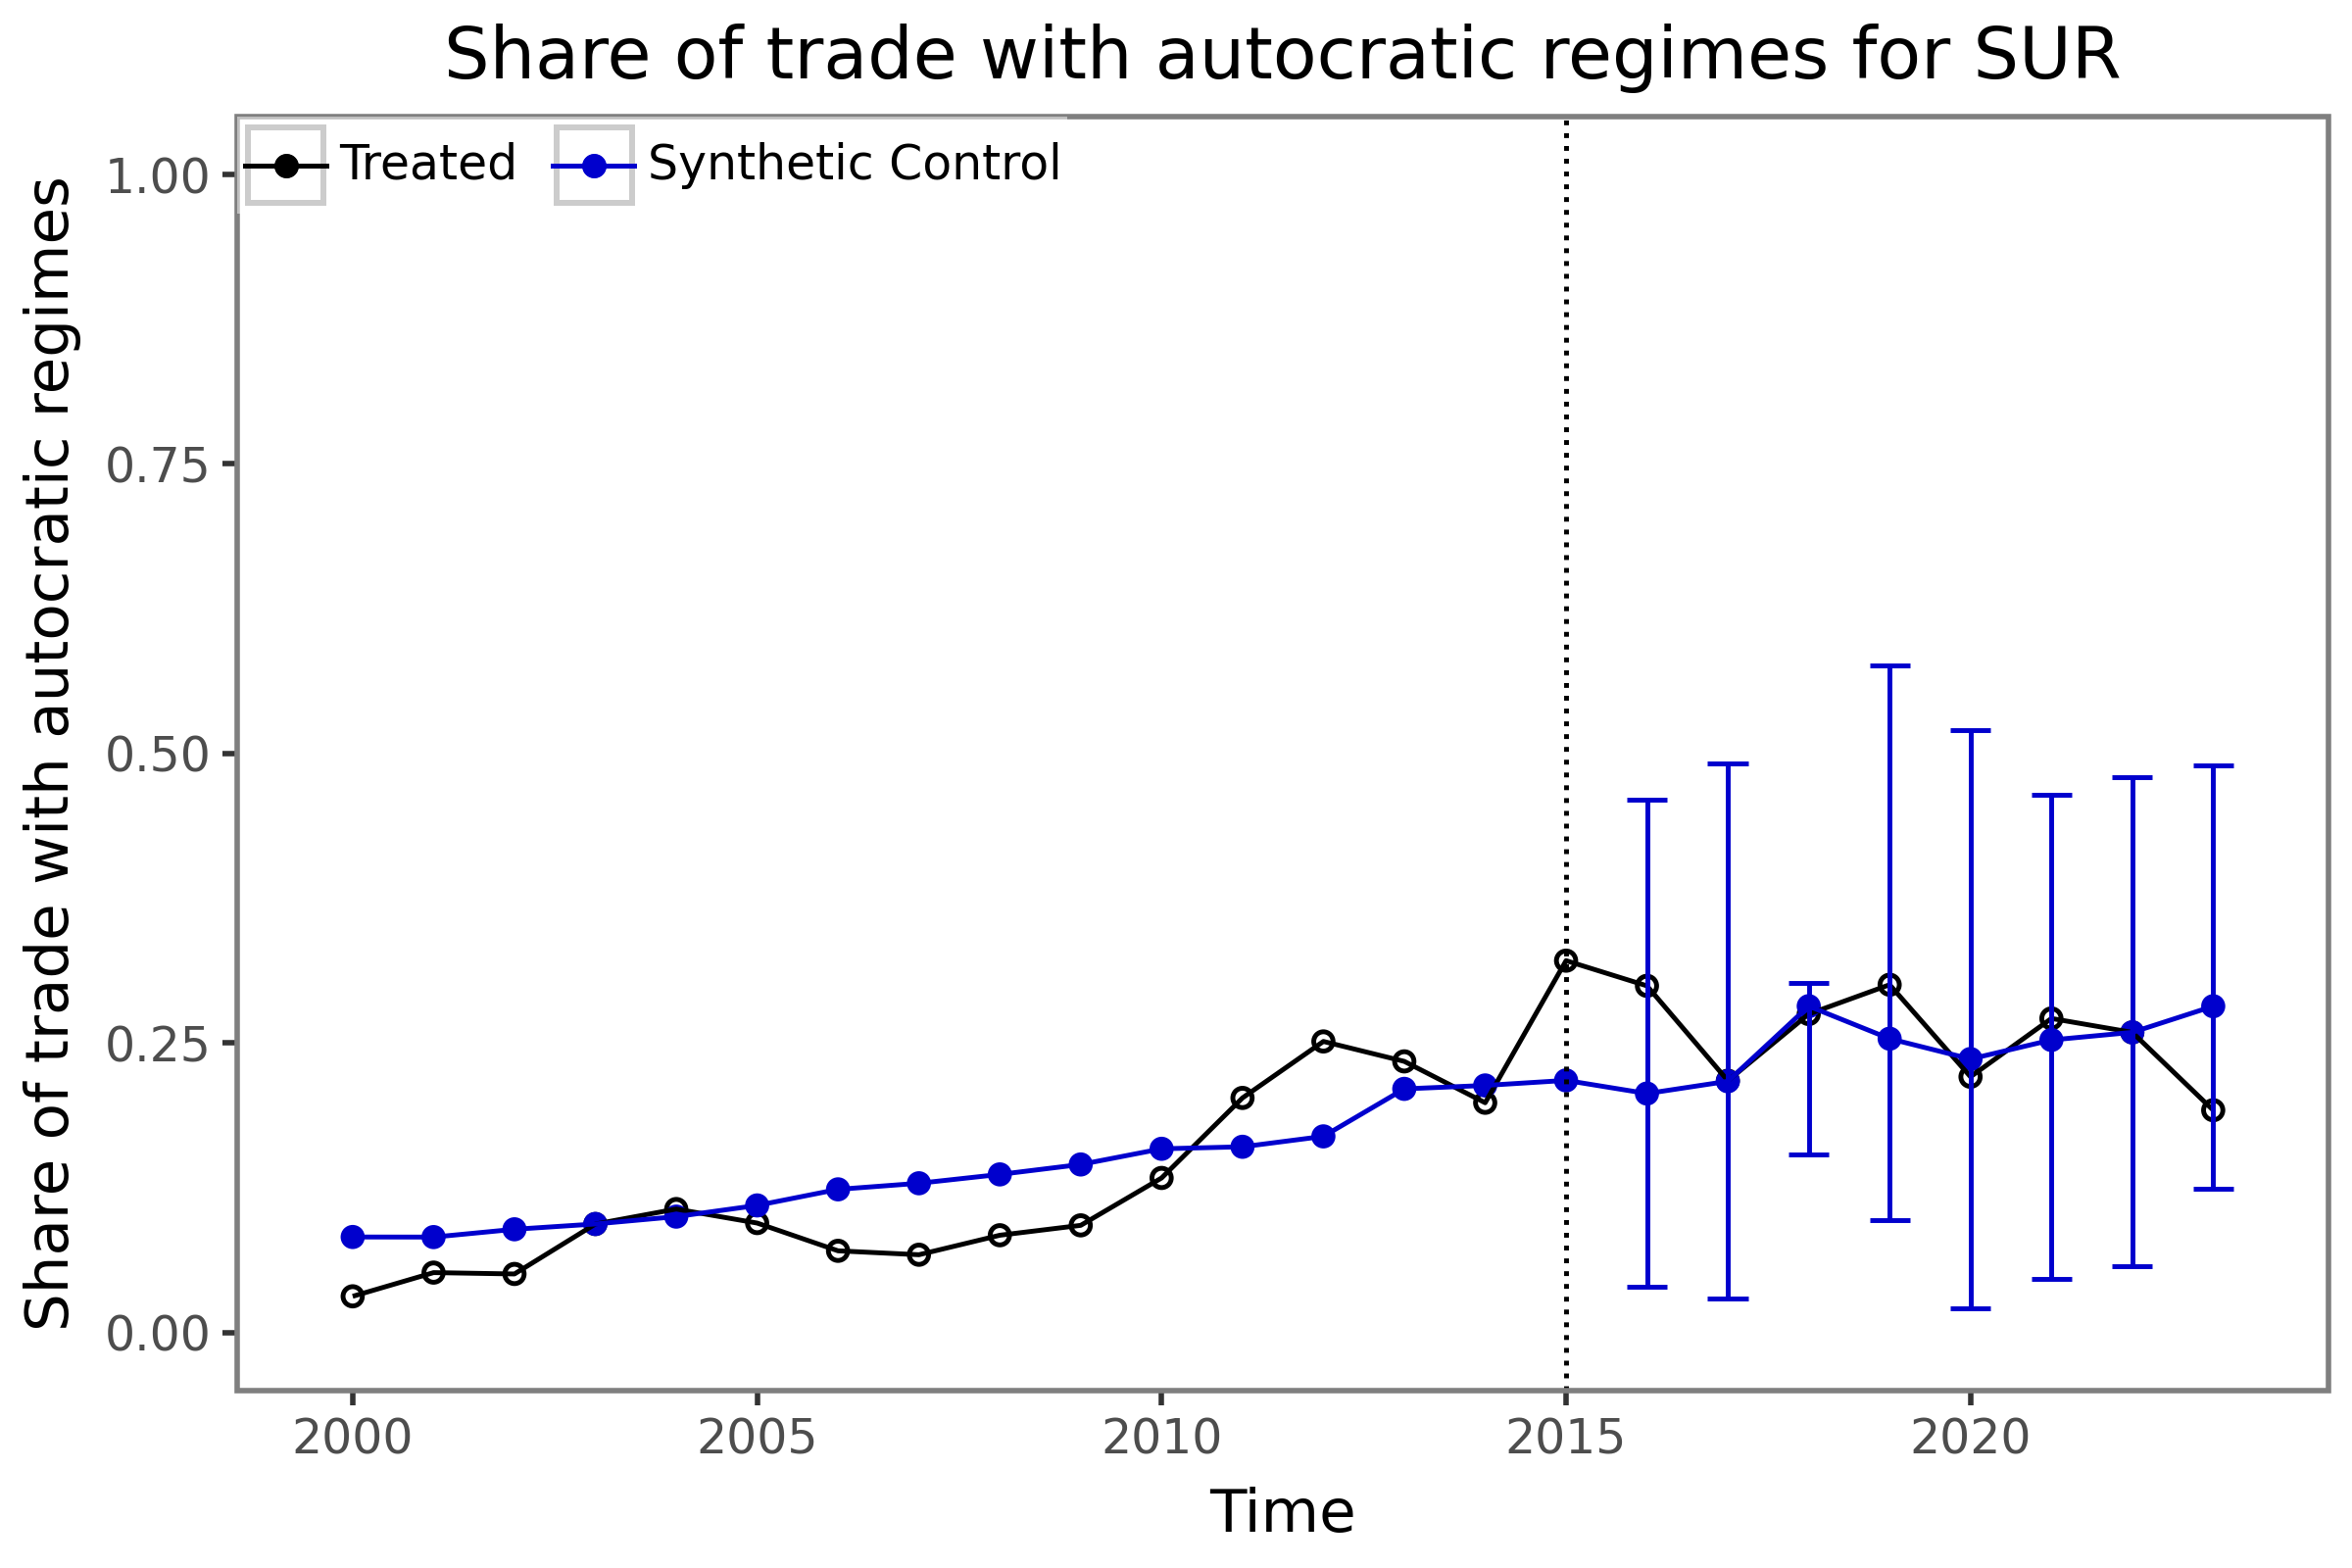 Share of trade with autocratic regimes for SUR
Share of trade with autocratic regimes
Treated
Synthetic Control
1.00
0.75
0.50
0.25
0.00
2000
2005
2010
2015
2020
Time